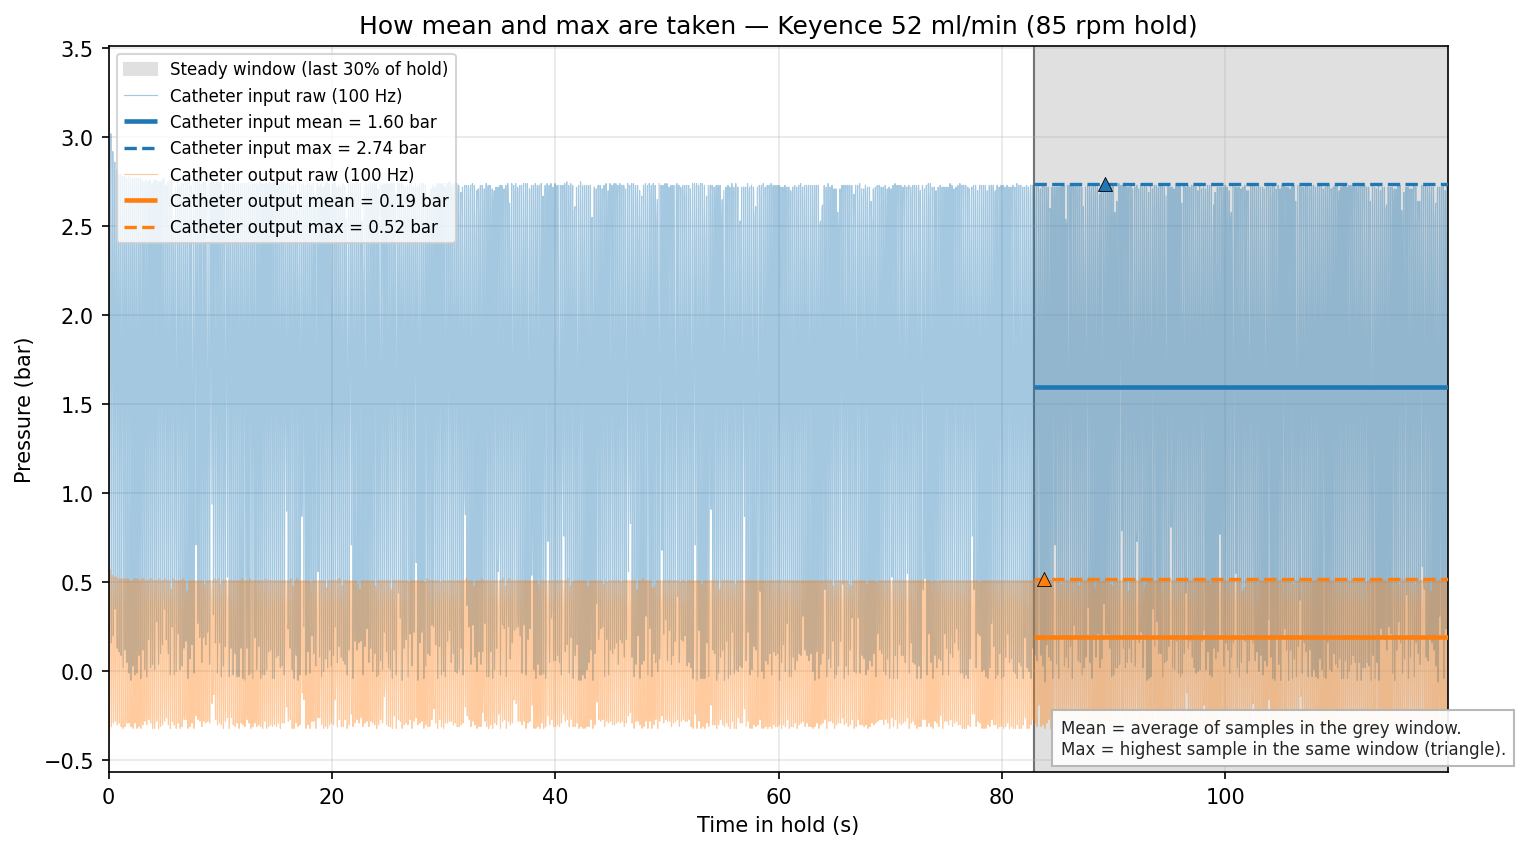 How mean and max are taken — Keyence 52 ml/min (85 rpm hold)
3.5
3.0
2.5
2.0
1.5
1.0
0.5
0.0
−0.5
Pressure (bar)
Steady window (last 30% of hold)
Catheter input raw (100 Hz)
Catheter input mean = 1.60 bar
Catheter input max = 2.74 bar
Catheter output raw (100 Hz)
Catheter output mean = 0.19 bar
Catheter output max = 0.52 bar
Mean = average of samples in the grey window.
Max = highest sample in the same window (triangle).
0 20 40 60 80 100
Time in hold (s)